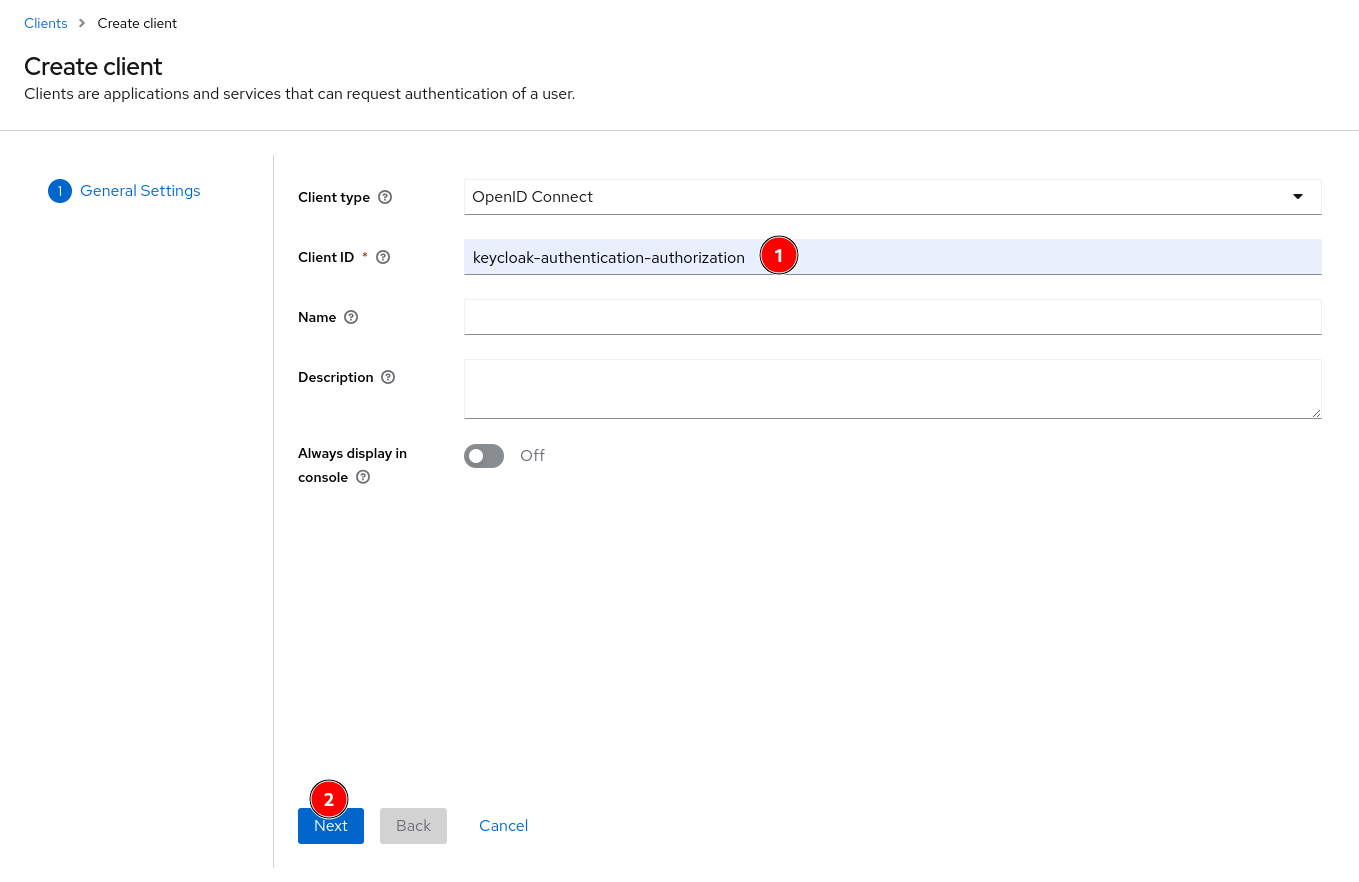 Clients > Create client
Create client
Clients are applications and services that can request authentication of a user.
1 General Settings
Client type ? OpenID Connect
Client ID * ? keycloak-authentication-authorization 1
Name ?
Description ?
Always display in
console ? Off
2
Next Back Cancel